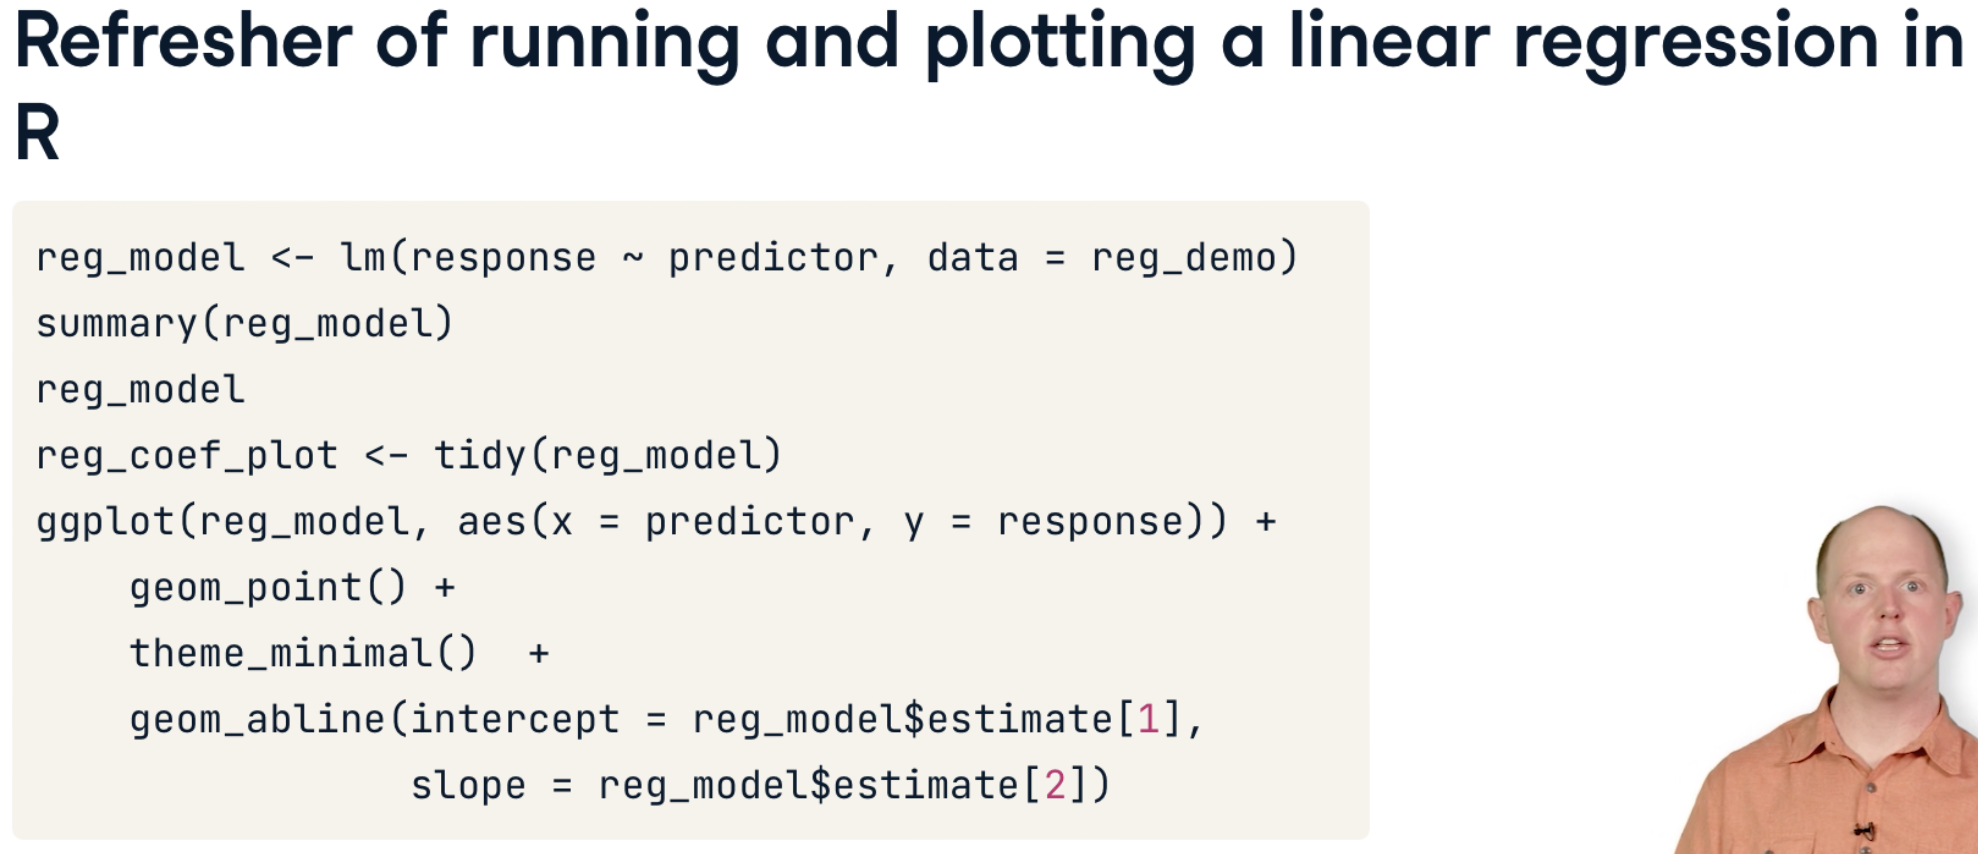 Refresher of running and plotting a linear regression in
R
reg_model <- lm(response ~ predictor, data = reg_demo)
summary(reg_model)
reg_model
reg_coef_plot <- tidy(reg_model)
ggplot(reg_model, aes(x = predictor, y = response)) +
    geom_point() +
    theme_minimal()  +
    geom_abline(intercept = reg_model$estimate[1],
                slope = reg_model$estimate[2])